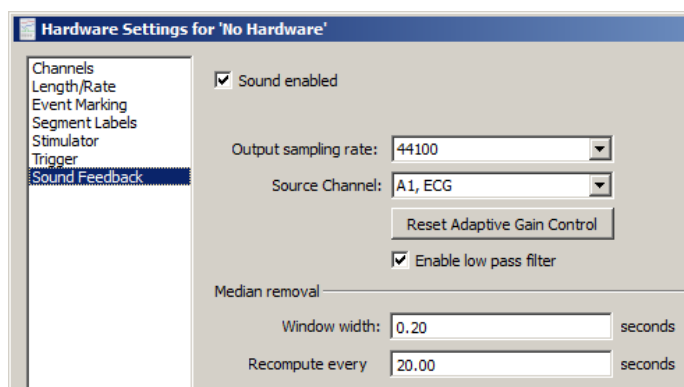 Hardware Settings for 'No Hardware'
Channels
Length/Rate
Event Marking
Segment Labels
Stimulator
Trigger
Sound Feedback
Sound enabled
Output sampling rate: 44100
Source Channel: A1, ECG
Reset Adaptive Gain Control
Enable low pass filter
Median removal
Window width: 0.20 seconds
Recompute every 20.00 seconds